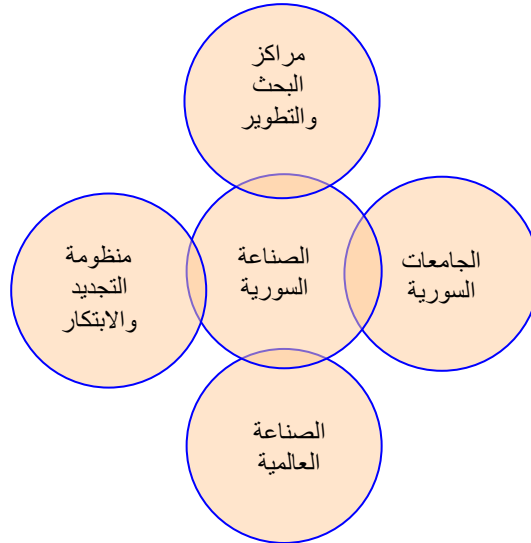 مراكز
البحث
والتطوير
الجامعات
السورية
الصناعة
السورية
منظومة
التجديد
والابتكار
الصناعة
العالمية